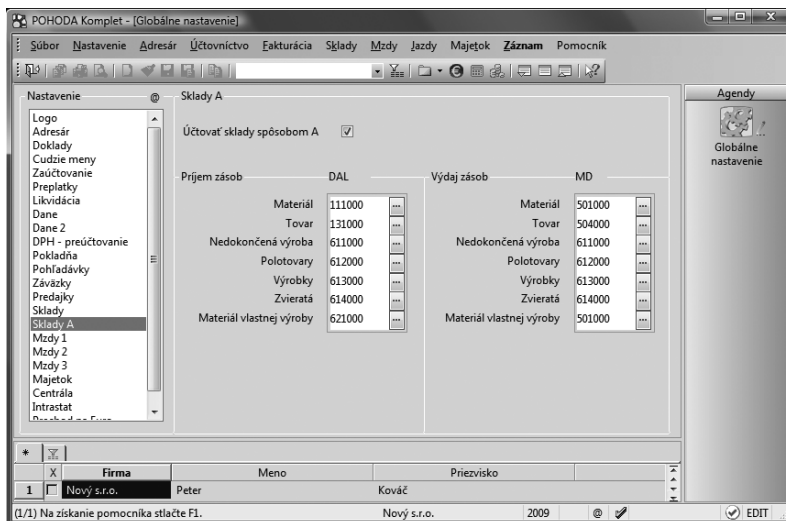 POHODA Komplet - [Globálne nastavenie]
Súbor Nastavenie Adresár Účtovníctvo Fakturácia Sklady Mzdy Jazdy Majetok Záznam Pomocník
Nastavenie @
Logo
Adresár
Doklady
Cudzie meny
Zaúčtovanie
Preplatky
Likvidácia
Dane
Dane 2
DPH - preúčtovanie
Pokladňa
Pohľadávky
Záväzky
Predajky
Sklady
Sklady A
Mzdy 1
Mzdy 2
Mzdy 3
Majetok
Centrála
Intrastat
Sklady A
Účtovať sklady spôsobom A
Príjem zásob DAL
Materiál 111000 ...
Tovar 131000 ...
Nedokončená výroba 611000 ...
Polotovary 612000 ...
Výrobky 613000 ...
Zvieratá 614000 ...
Materiál vlastnej výroby 621000 ...
Výdaj zásob MD
Materiál 501000 ...
Tovar 504000 ...
Nedokončená výroba 611000 ...
Polotovary 612000 ...
Výrobky 613000 ...
Zvieratá 614000 ...
Materiál vlastnej výroby 501000 ...
Agendy
Globálne
nastavenie
*
X Firma Meno Priezvisko
1 Nový s.r.o. Peter Kováč
(1/1) Na získanie pomocníka stlačte F1. Nový s.r.o. 2009 @ EDIT